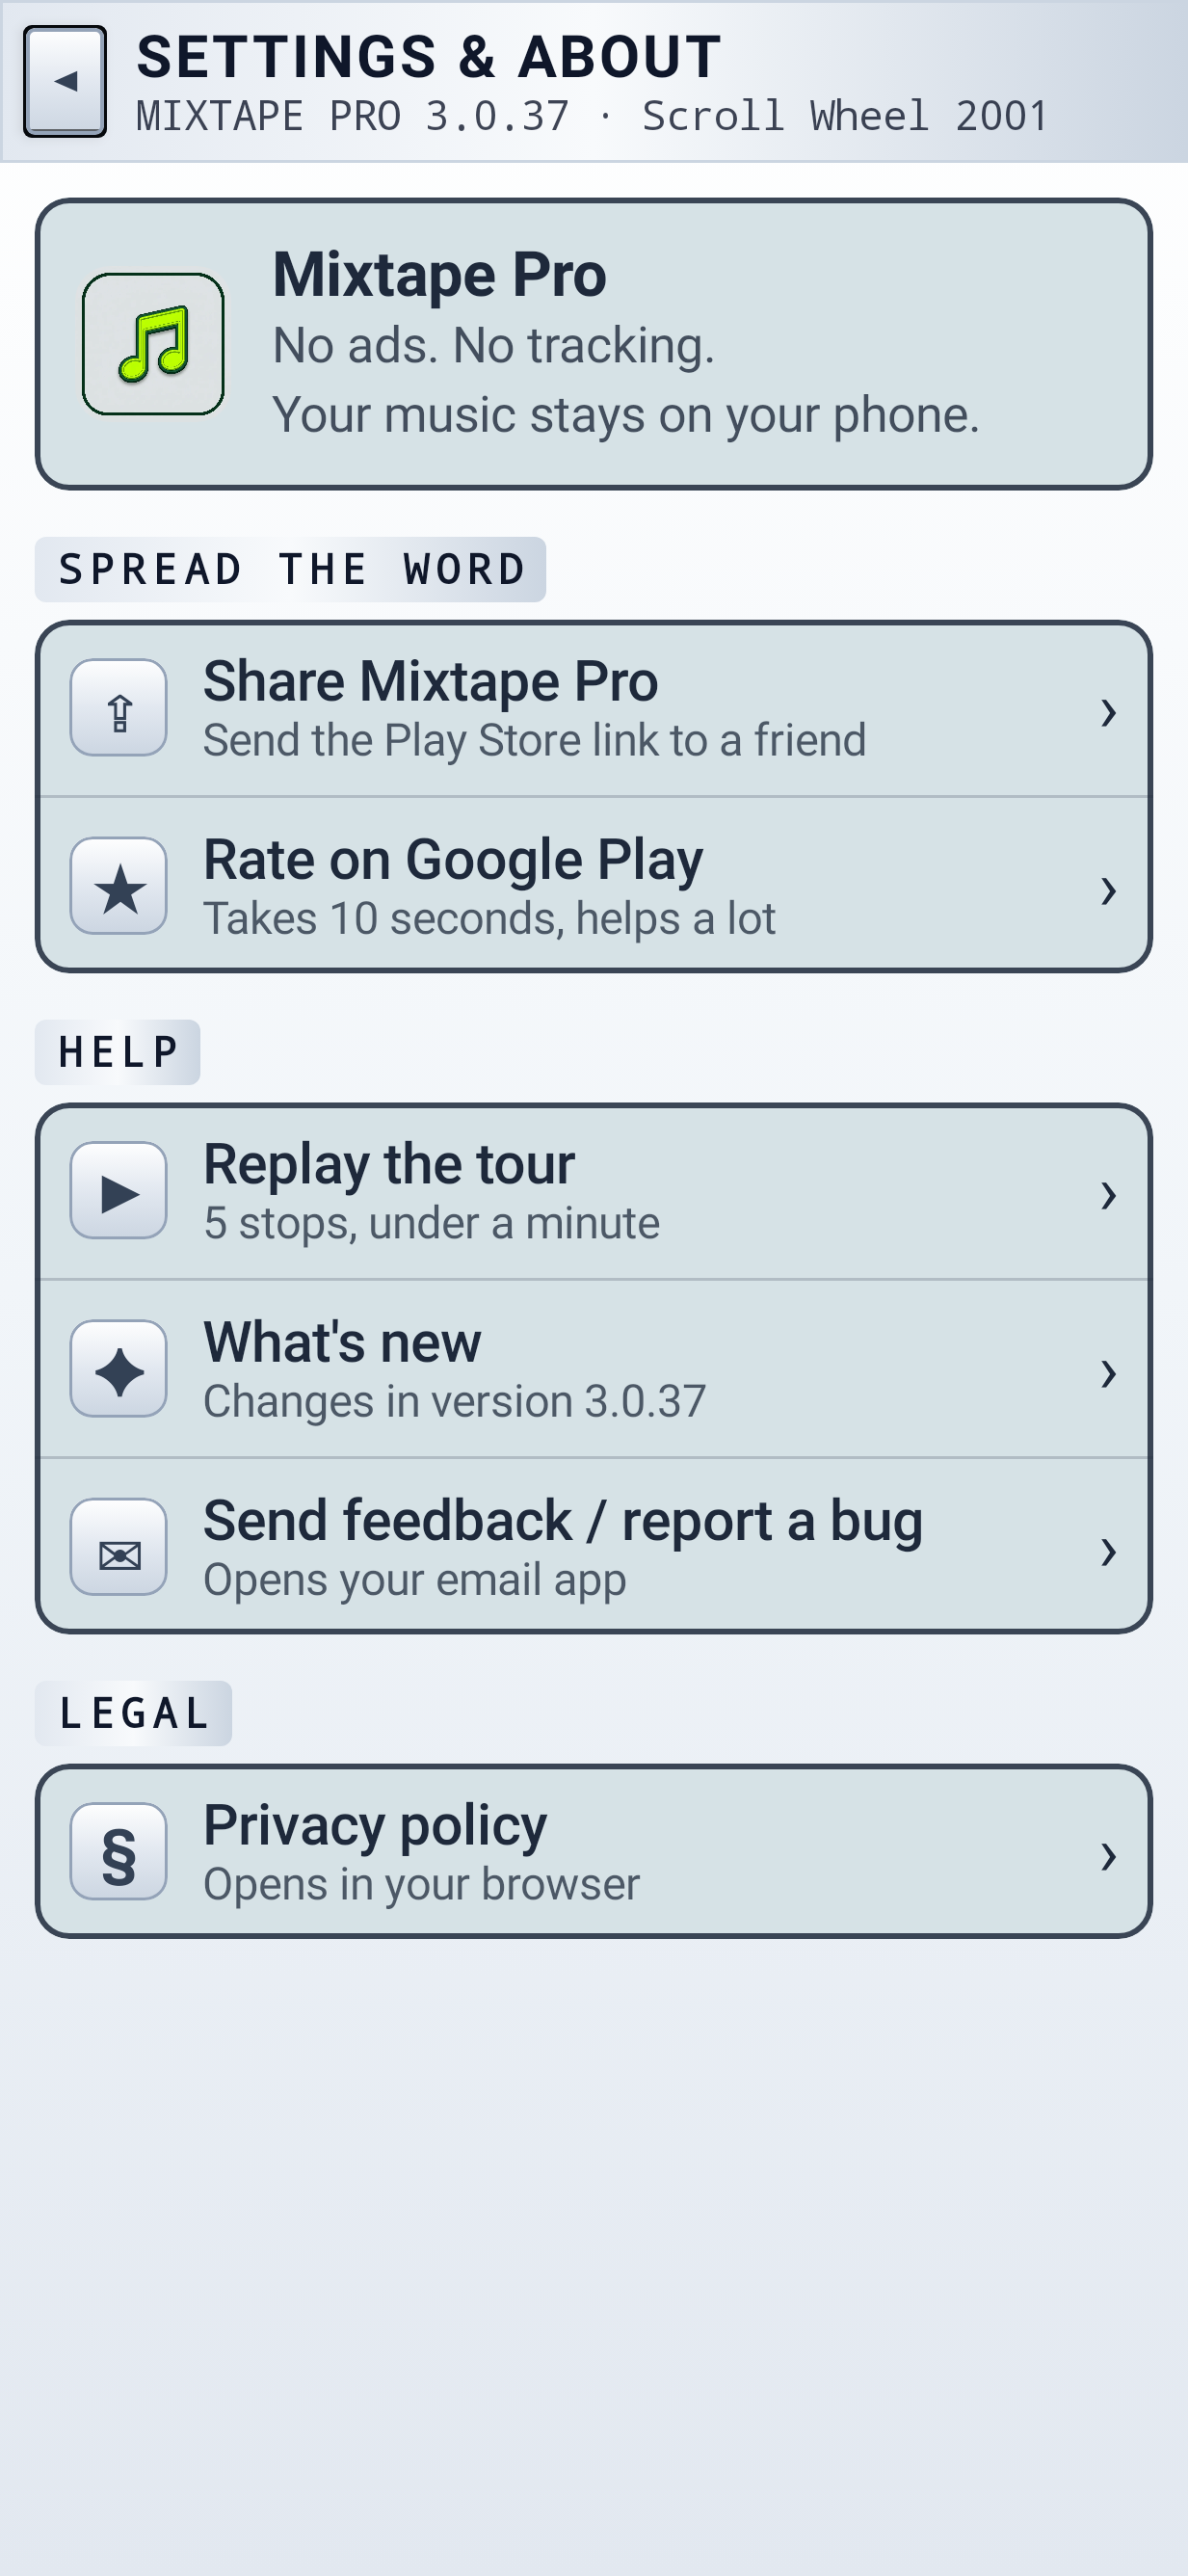 SETTINGS & ABOUT
MIXTAPE PRO 3.0.37 · Scroll Wheel 2001
Mixtape Pro
No ads. No tracking.
Your music stays on your phone.
SPREAD THE WORD
Share Mixtape Pro
Send the Play Store link to a friend
Rate on Google Play
Takes 10 seconds, helps a lot
HELP
Replay the tour
5 stops, under a minute
What's new
Changes in version 3.0.37
Send feedback / report a bug
Opens your email app
LEGAL
§
Privacy policy
Opens in your browser